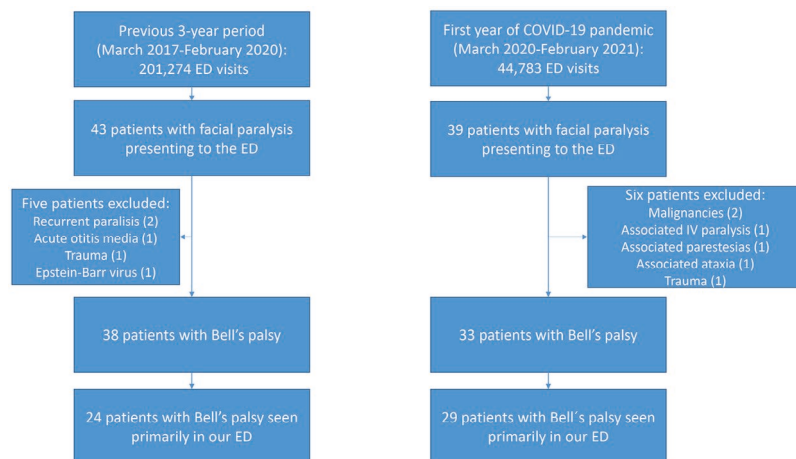 Previous 3-year period
(March 2017-February 2020):
201,274 ED visits
43 patients with facial paralysis
presenting to the ED
Five patients excluded:
Recurrent paralisis (2)
Acute otitis media (1)
Trauma (1)
Epstein-Barr virus (1)
38 patients with Bell's palsy
24 patients with Bell's palsy seen
primarily in our ED
First year of COVID-19 pandemic
(March 2020-February 2021):
44,783 ED visits
39 patients with facial paralysis
presenting to the ED
Six patients excluded:
Malignancies (2)
Associated IV paralysis (1)
Associated parestesias (1)
Associated ataxia (1)
Trauma (1)
33 patients with Bell's palsy
29 patients with Bell´s palsy seen
primarily in our ED